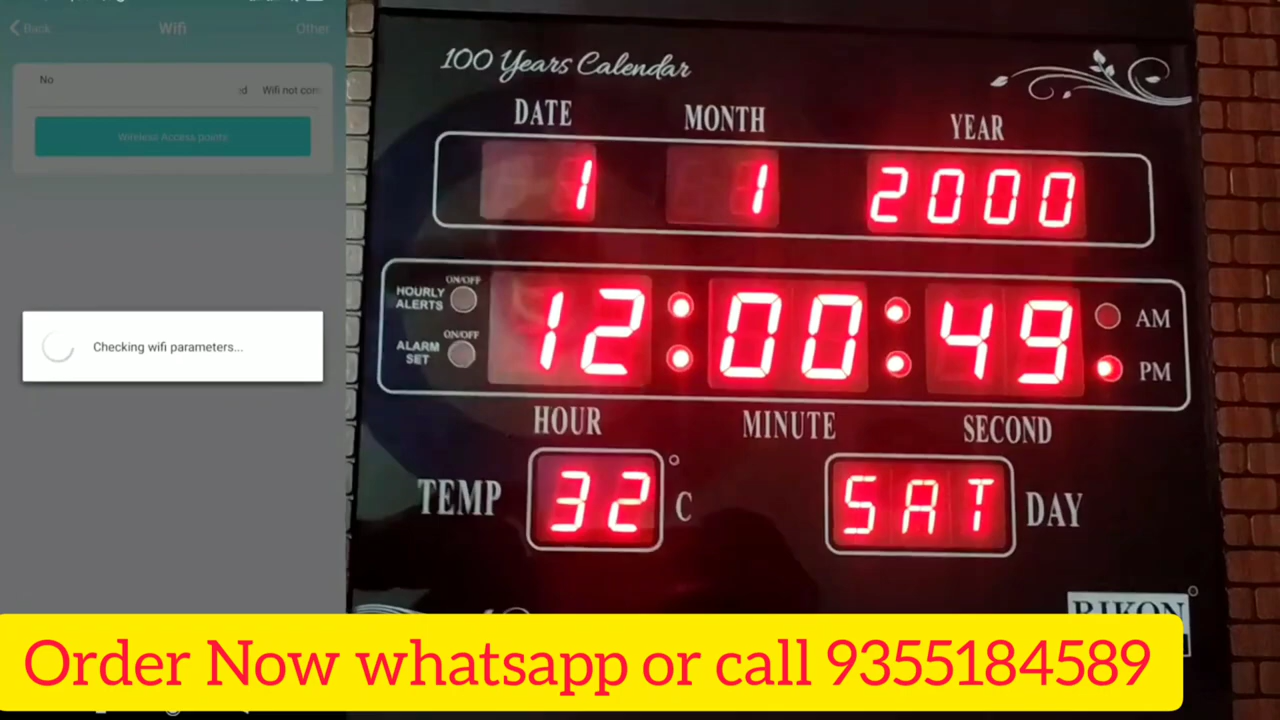 Back Wifi Other
No
ed Wifi not con
Wireless Access points
Checking wifi parameters...
100 Years Calendar
DATE MONTH YEAR
1 1 2000
ON/OFF
HOURLY ALERTS
ON/OFF
ALARM SET
12:00:49
AM
PM
HOUR MINUTE SECOND
TEMP 32 °C SAT DAY
RIKON
Order Now whatsapp or call 9355184589